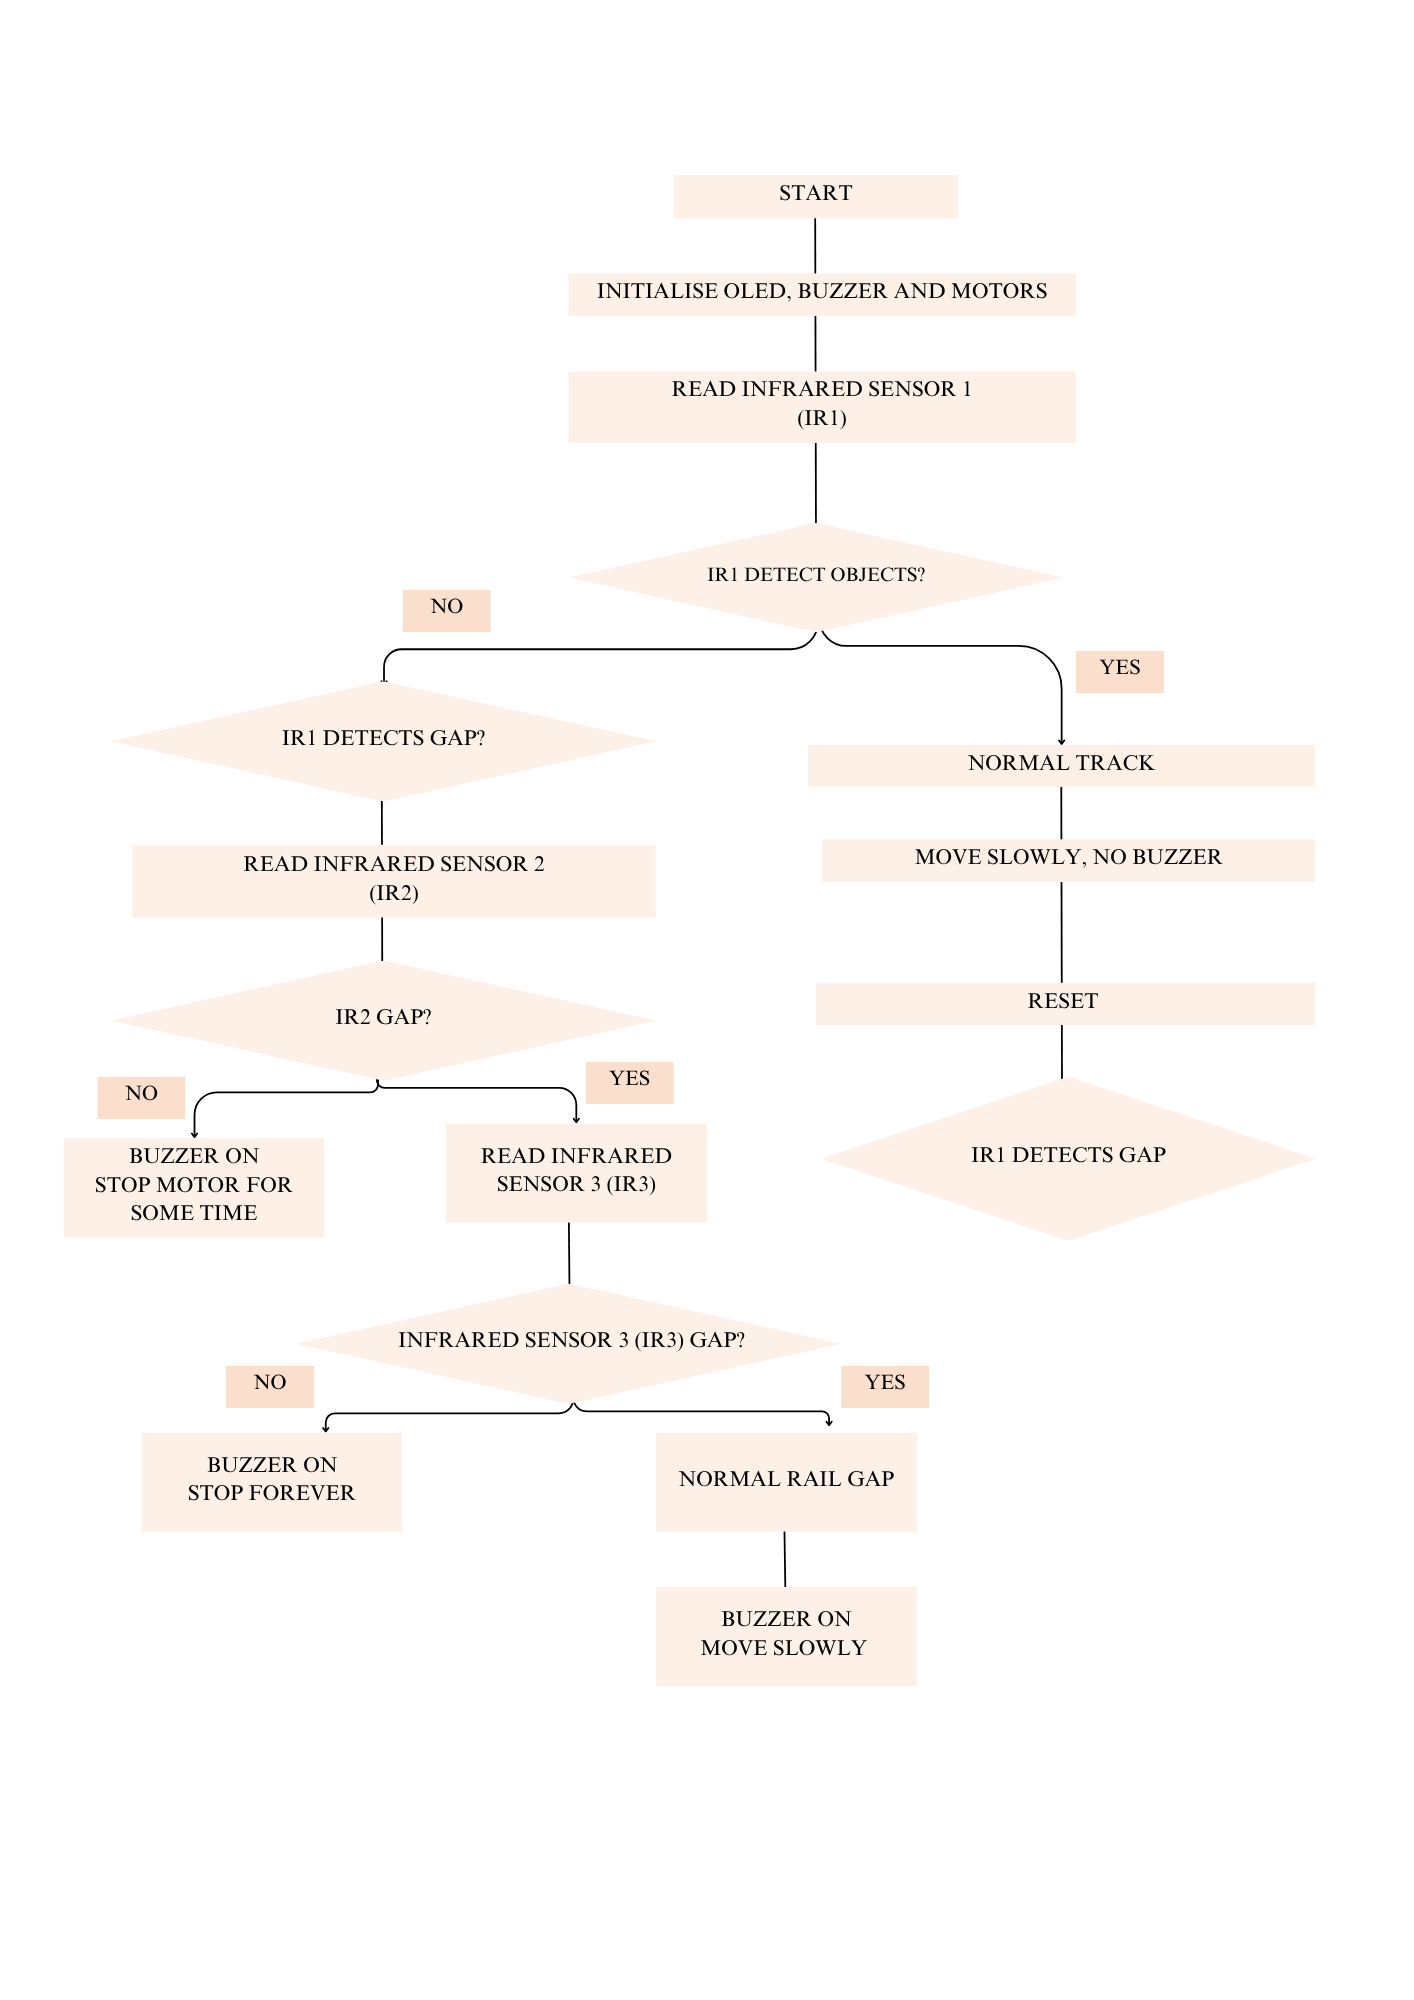 START
INITIALISE OLED, BUZZER AND MOTORS
READ INFRARED SENSOR 1
(IR1)
IR1 DETECT OBJECTS?
NO
YES
IR1 DETECTS GAP?
NORMAL TRACK
READ INFRARED SENSOR 2
(IR2)
MOVE SLOWLY, NO BUZZER
IR2 GAP?
RESET
NO
YES
BUZZER ON
STOP MOTOR FOR
SOME TIME
READ INFRARED
SENSOR 3 (IR3)
IR1 DETECTS GAP
INFRARED SENSOR 3 (IR3) GAP?
NO
YES
BUZZER ON
STOP FOREVER
NORMAL RAIL GAP
BUZZER ON
MOVE SLOWLY